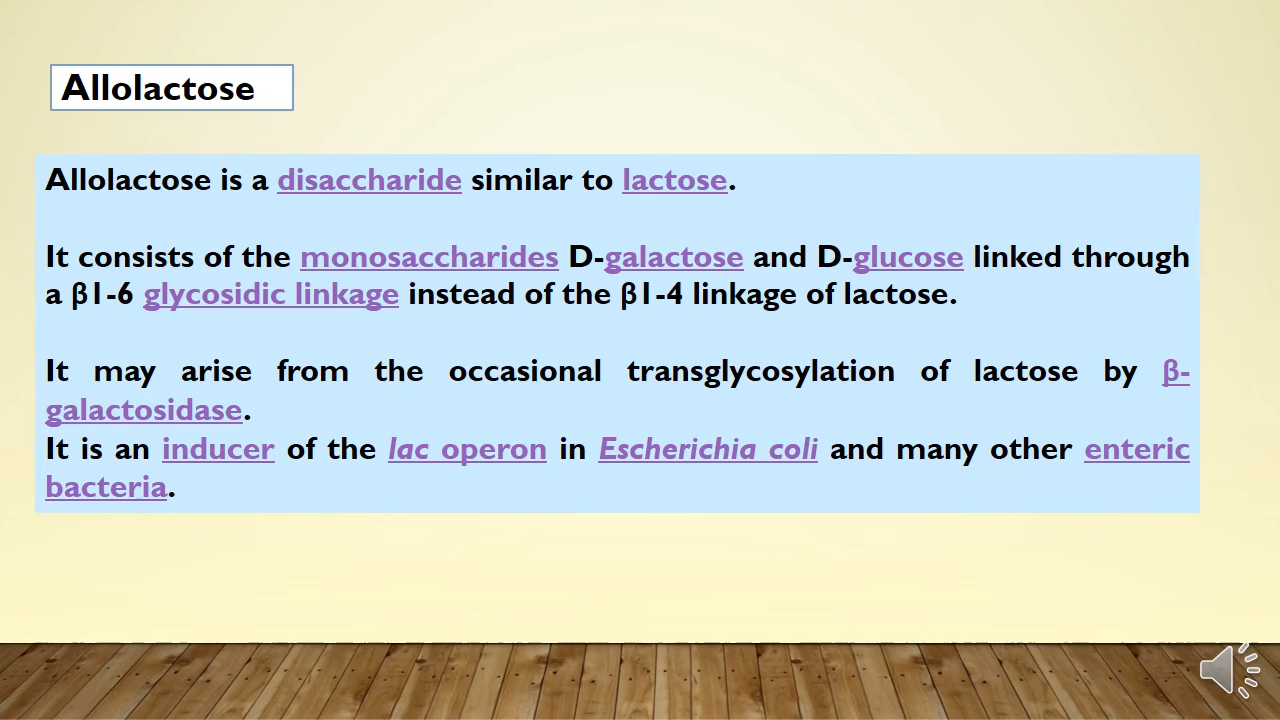 Allolactose
Allolactose is a disaccharide similar to lactose.
It consists of the monosaccharides D-galactose and D-glucose linked through
a β1-6 glycosidic linkage instead of the β1-4 linkage of lactose.
It may arise from the occasional transglycosylation of lactose by β-
galactosidase.
It is an inducer of the lac operon in Escherichia coli and many other enteric
bacteria.